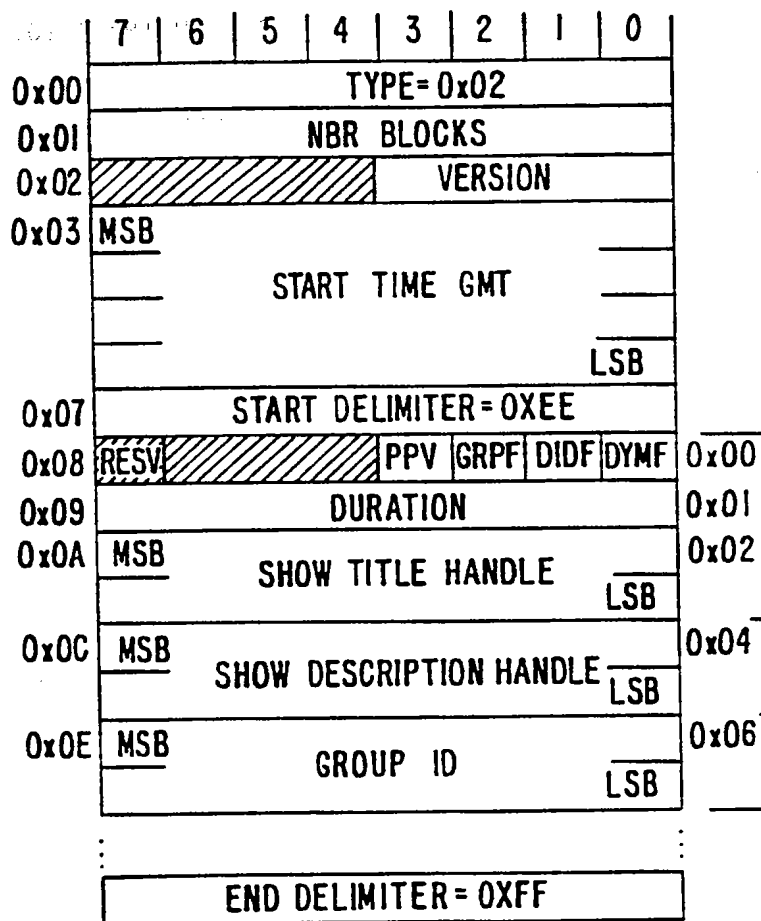 7 6 5 4 3 2 1 0
0x00 TYPE=0x02
0x01 NBR BLOCKS
0x02 VERSION
0x03 MSB
START TIME GMT
LSB
0x07 START DELIMITER=0XEE
0x08 RESV PPV GRPF DIDF DYMF 0x00
0x09 DURATION 0x01
0x0A MSB 0x02
SHOW TITLE HANDLE
LSB
0x0C MSB 0x04
SHOW DESCRIPTION HANDLE
LSB
0x0E MSB 0x06
GROUP ID
LSB
END DELIMITER=0XFF